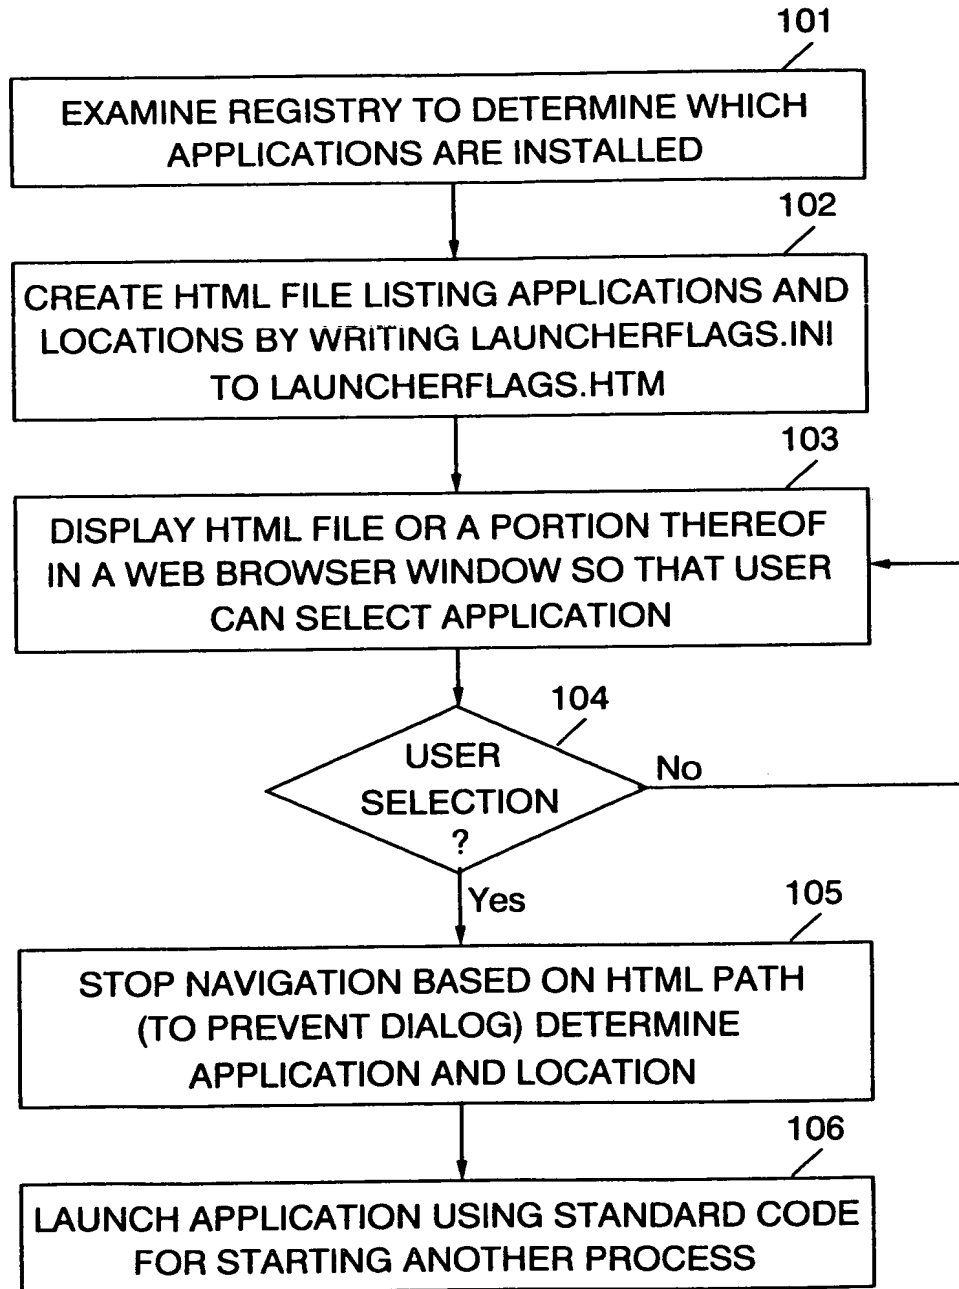 101
EXAMINE REGISTRY TO DETERMINE WHICH
APPLICATIONS ARE INSTALLED
102
CREATE HTML FILE LISTING APPLICATIONS AND
LOCATIONS BY WRITING LAUNCHERFLAGS.INI
TO LAUNCHERFLAGS.HTM
103
DISPLAY HTML FILE OR A PORTION THEREOF
IN A WEB BROWSER WINDOW SO THAT USER
CAN SELECT APPLICATION
104
USER
SELECTION
?
No
Yes
105
STOP NAVIGATION BASED ON HTML PATH
(TO PREVENT DIALOG) DETERMINE
APPLICATION AND LOCATION
106
LAUNCH APPLICATION USING STANDARD CODE
FOR STARTING ANOTHER PROCESS